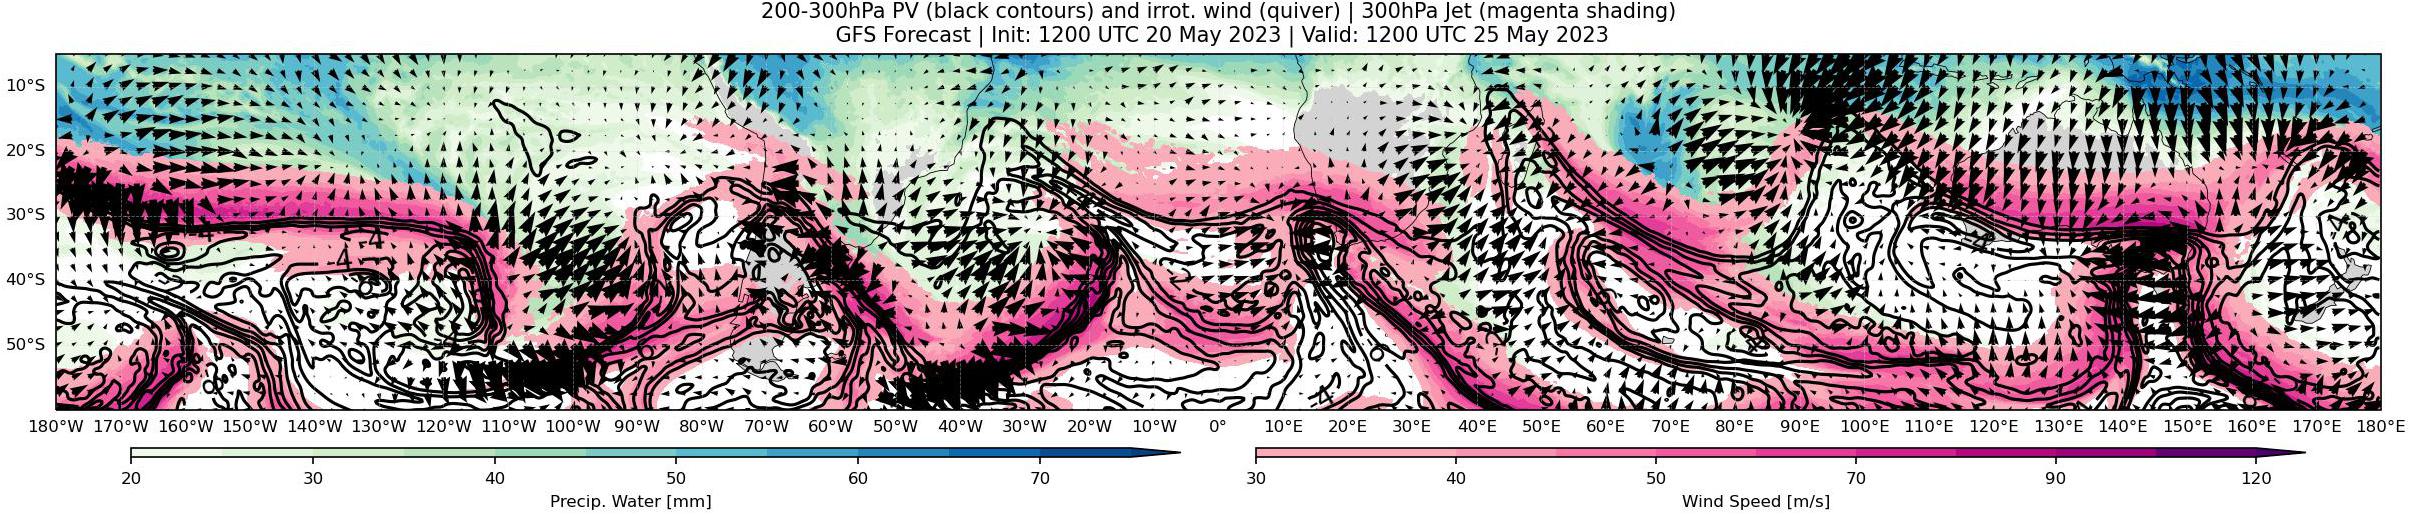 200-300hPa PV (black contours) and irrot. wind (quiver) | 300hPa Jet (magenta shading)
GFS Forecast | Init: 1200 UTC 20 May 2023 | Valid: 1200 UTC 25 May 2023
10°S
20°S
30°S
40°S
50°S
180°W 170°W 160°W 150°W 140°W 130°W 120°W 110°W 100°W 90°W 80°W 70°W 60°W 50°W 40°W 30°W 20°W 10°W 0° 10°E 20°E 30°E 40°E 50°E 60°E 70°E 80°E 90°E 100°E 110°E 120°E 130°E 140°E 150°E 160°E 170°E 180°E
20 30 40 50 60 70
Precip. Water [mm]
30 40 50 70 90 120
Wind Speed [m/s]